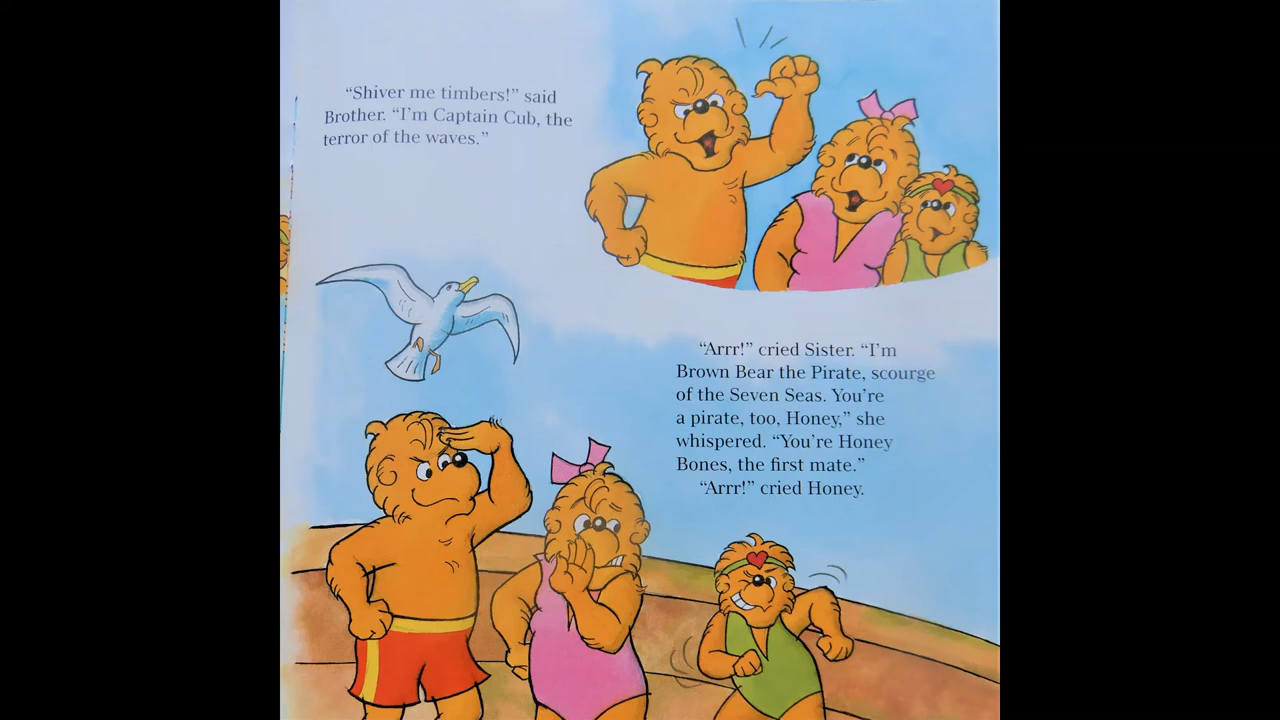 “Shiver me timbers!” said
Brother. “I’m Captain Cub, the
terror of the waves.”
“Arrr!” cried Sister. “I’m
Brown Bear the Pirate, scourge
of the Seven Seas. You’re
a pirate, too, Honey,” she
whispered. “You’re Honey
Bones, the first mate.”
“Arrr!” cried Honey.